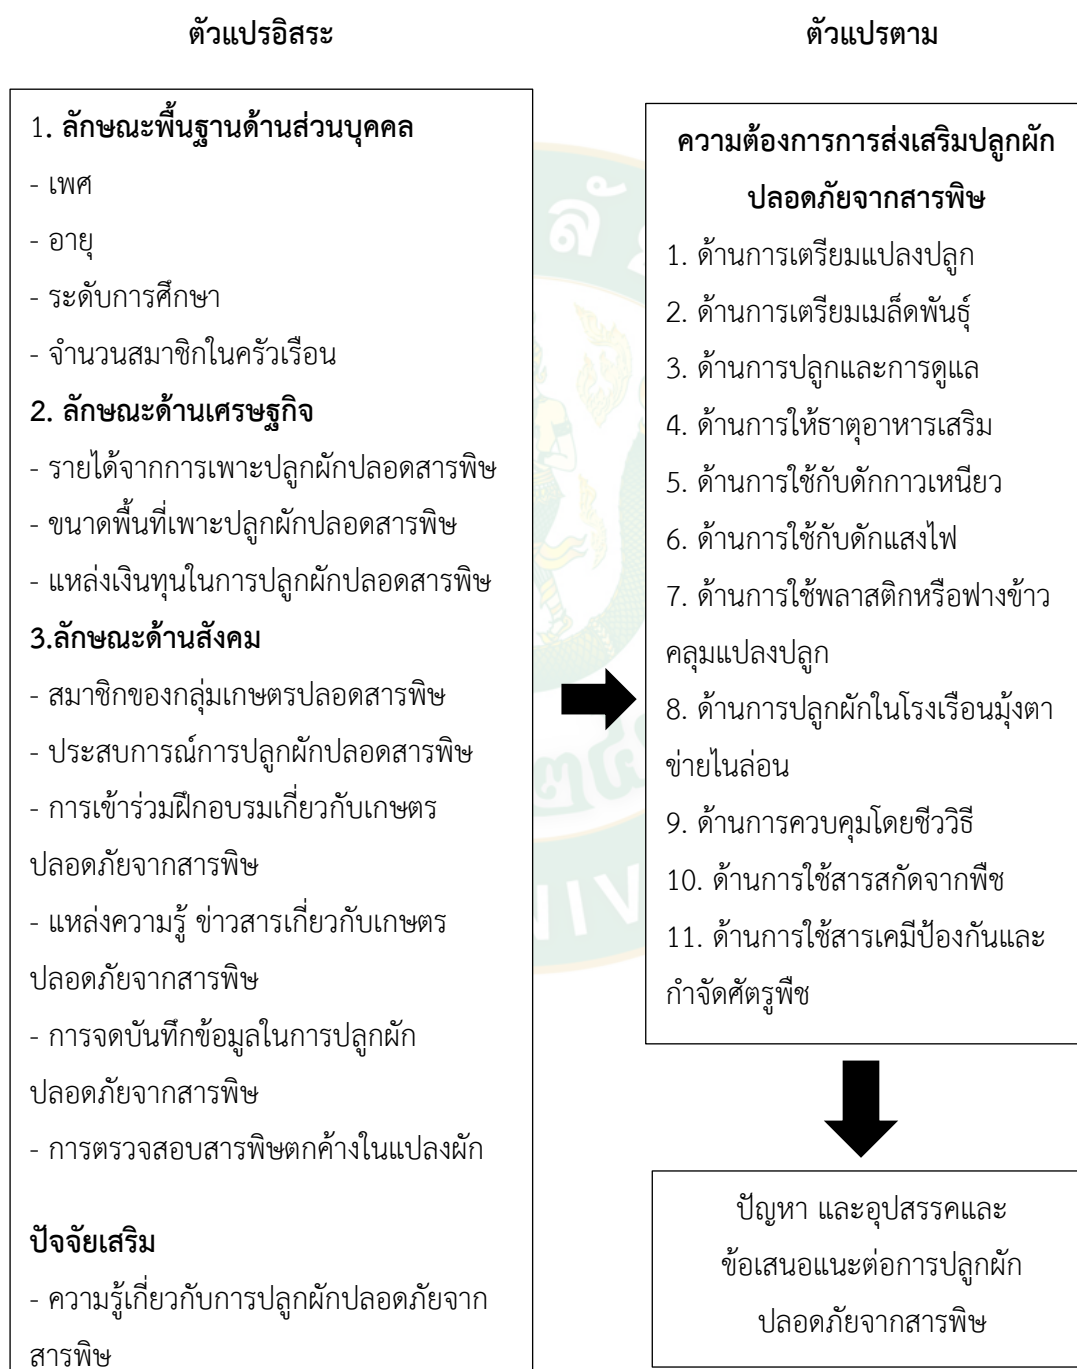 ตัวแปรอิสระ
ตัวแปรตาม
1. ลักษณะพื้นฐานด้านส่วนบุคคล
- เพศ
- อายุ
- ระดับการศึกษา
- จำนวนสมาชิกในครัวเรือน
2. ลักษณะด้านเศรษฐกิจ
- รายได้จากการเพาะปลูกผักปลอดสารพิษ
- ขนาดพื้นที่เพาะปลูกผักปลอดสารพิษ
- แหล่งเงินทุนในการปลูกผักปลอดสารพิษ
3.ลักษณะด้านสังคม
- สมาชิกของกลุ่มเกษตรปลอดสารพิษ
- ประสบการณ์การปลูกผักปลอดสารพิษ
- การเข้าร่วมฝึกอบรมเกี่ยวกับเกษตร
ปลอดภัยจากสารพิษ
- แหล่งความรู้ ข่าวสารเกี่ยวกับเกษตร
ปลอดภัยจากสารพิษ
- การจดบันทึกข้อมูลในการปลูกผัก
ปลอดภัยจากสารพิษ
- การตรวจสอบสารพิษตกค้างในแปลงผัก
ปัจจัยเสริม
- ความรู้เกี่ยวกับการปลูกผักปลอดภัยจาก
สารพิษ
ความต้องการการส่งเสริมปลูกผัก
ปลอดภัยจากสารพิษ
1. ด้านการเตรียมแปลงปลูก
2. ด้านการเตรียมเมล็ดพันธุ์
3. ด้านการปลูกและการดูแล
4. ด้านการให้ธาตุอาหารเสริม
5. ด้านการใช้กับดักกาวเหนียว
6. ด้านการใช้กับดักแสงไฟ
7. ด้านการใช้พลาสติกหรือฟางข้าว
คลุมแปลงปลูก
8. ด้านการปลูกผักในโรงเรือนมุ้งตา
ข่ายไนล่อน
9. ด้านการควบคุมโดยชีววิธี
10. ด้านการใช้สารสกัดจากพืช
11. ด้านการใช้สารเคมีป้องกันและ
กำจัดศัตรูพืช
ปัญหา และอุปสรรคและ
ข้อเสนอแนะต่อการปลูกผัก
ปลอดภัยจากสารพิษ